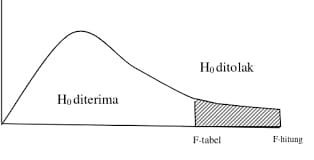 H₀ ditolak
H₀ diterima
F-tabel
F-hitung